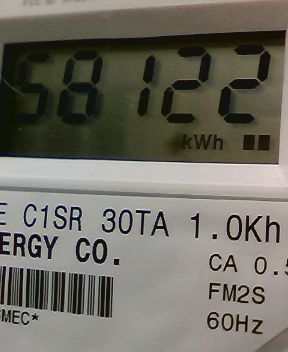 58122
kWh
E C1SR 30TA 1.0Kh
ERGY CO.
CA 0.5
FM2S
MEC*
60Hz